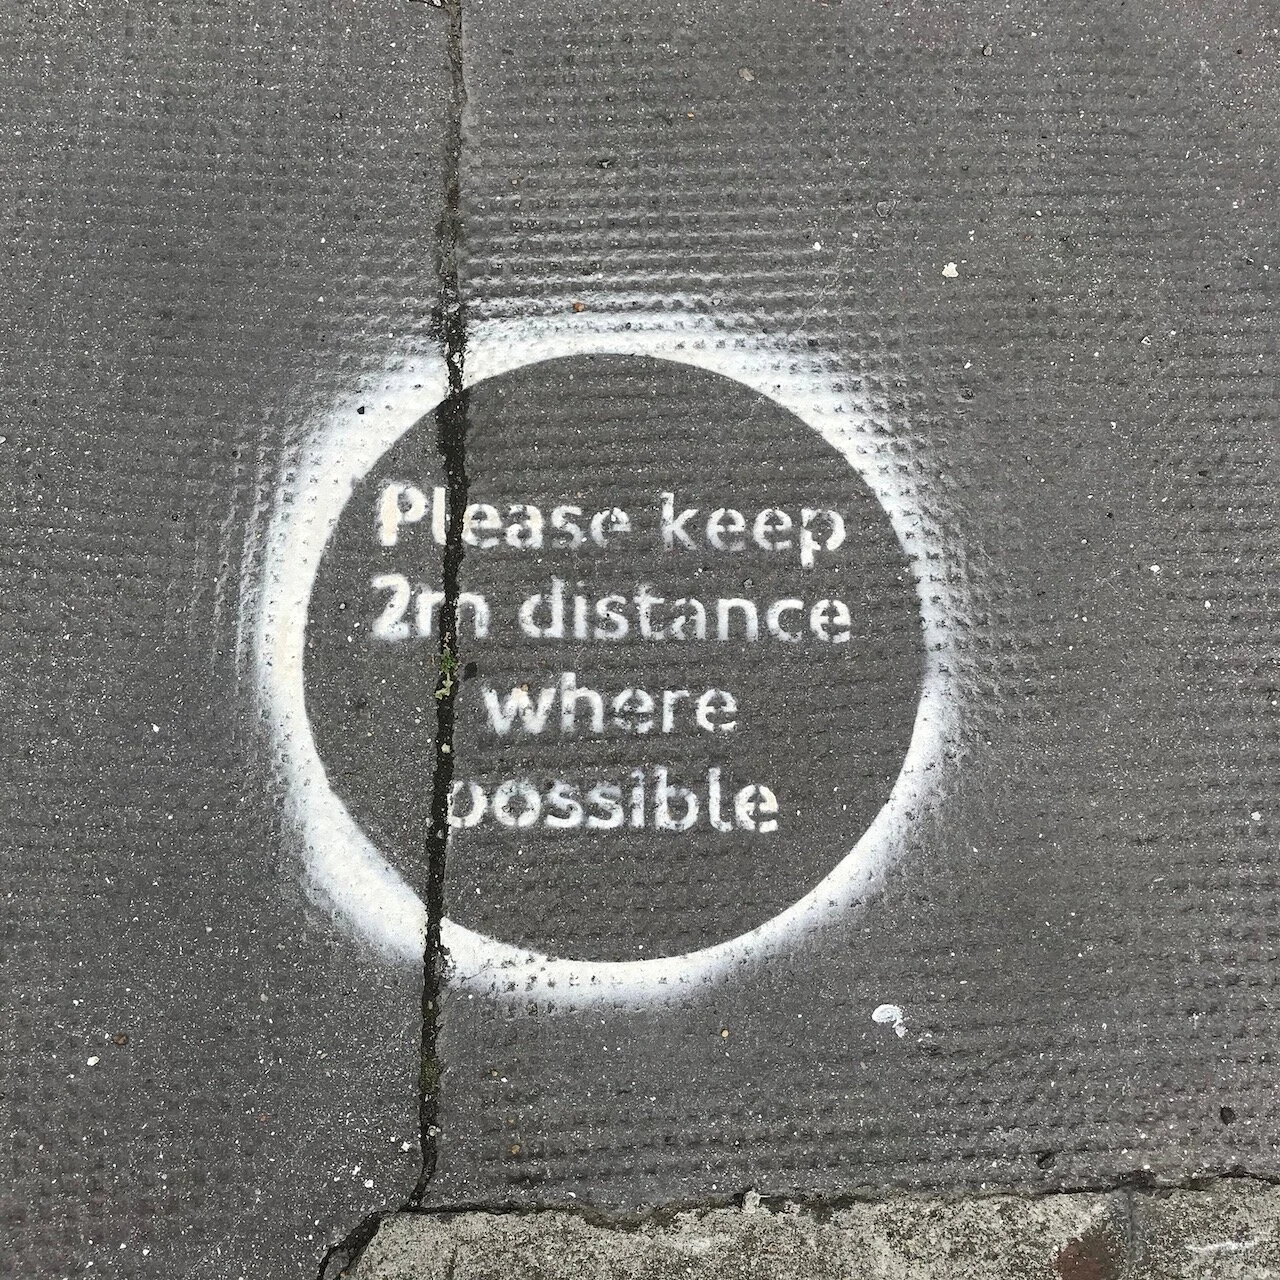 Please keep
2m distance
where
possible